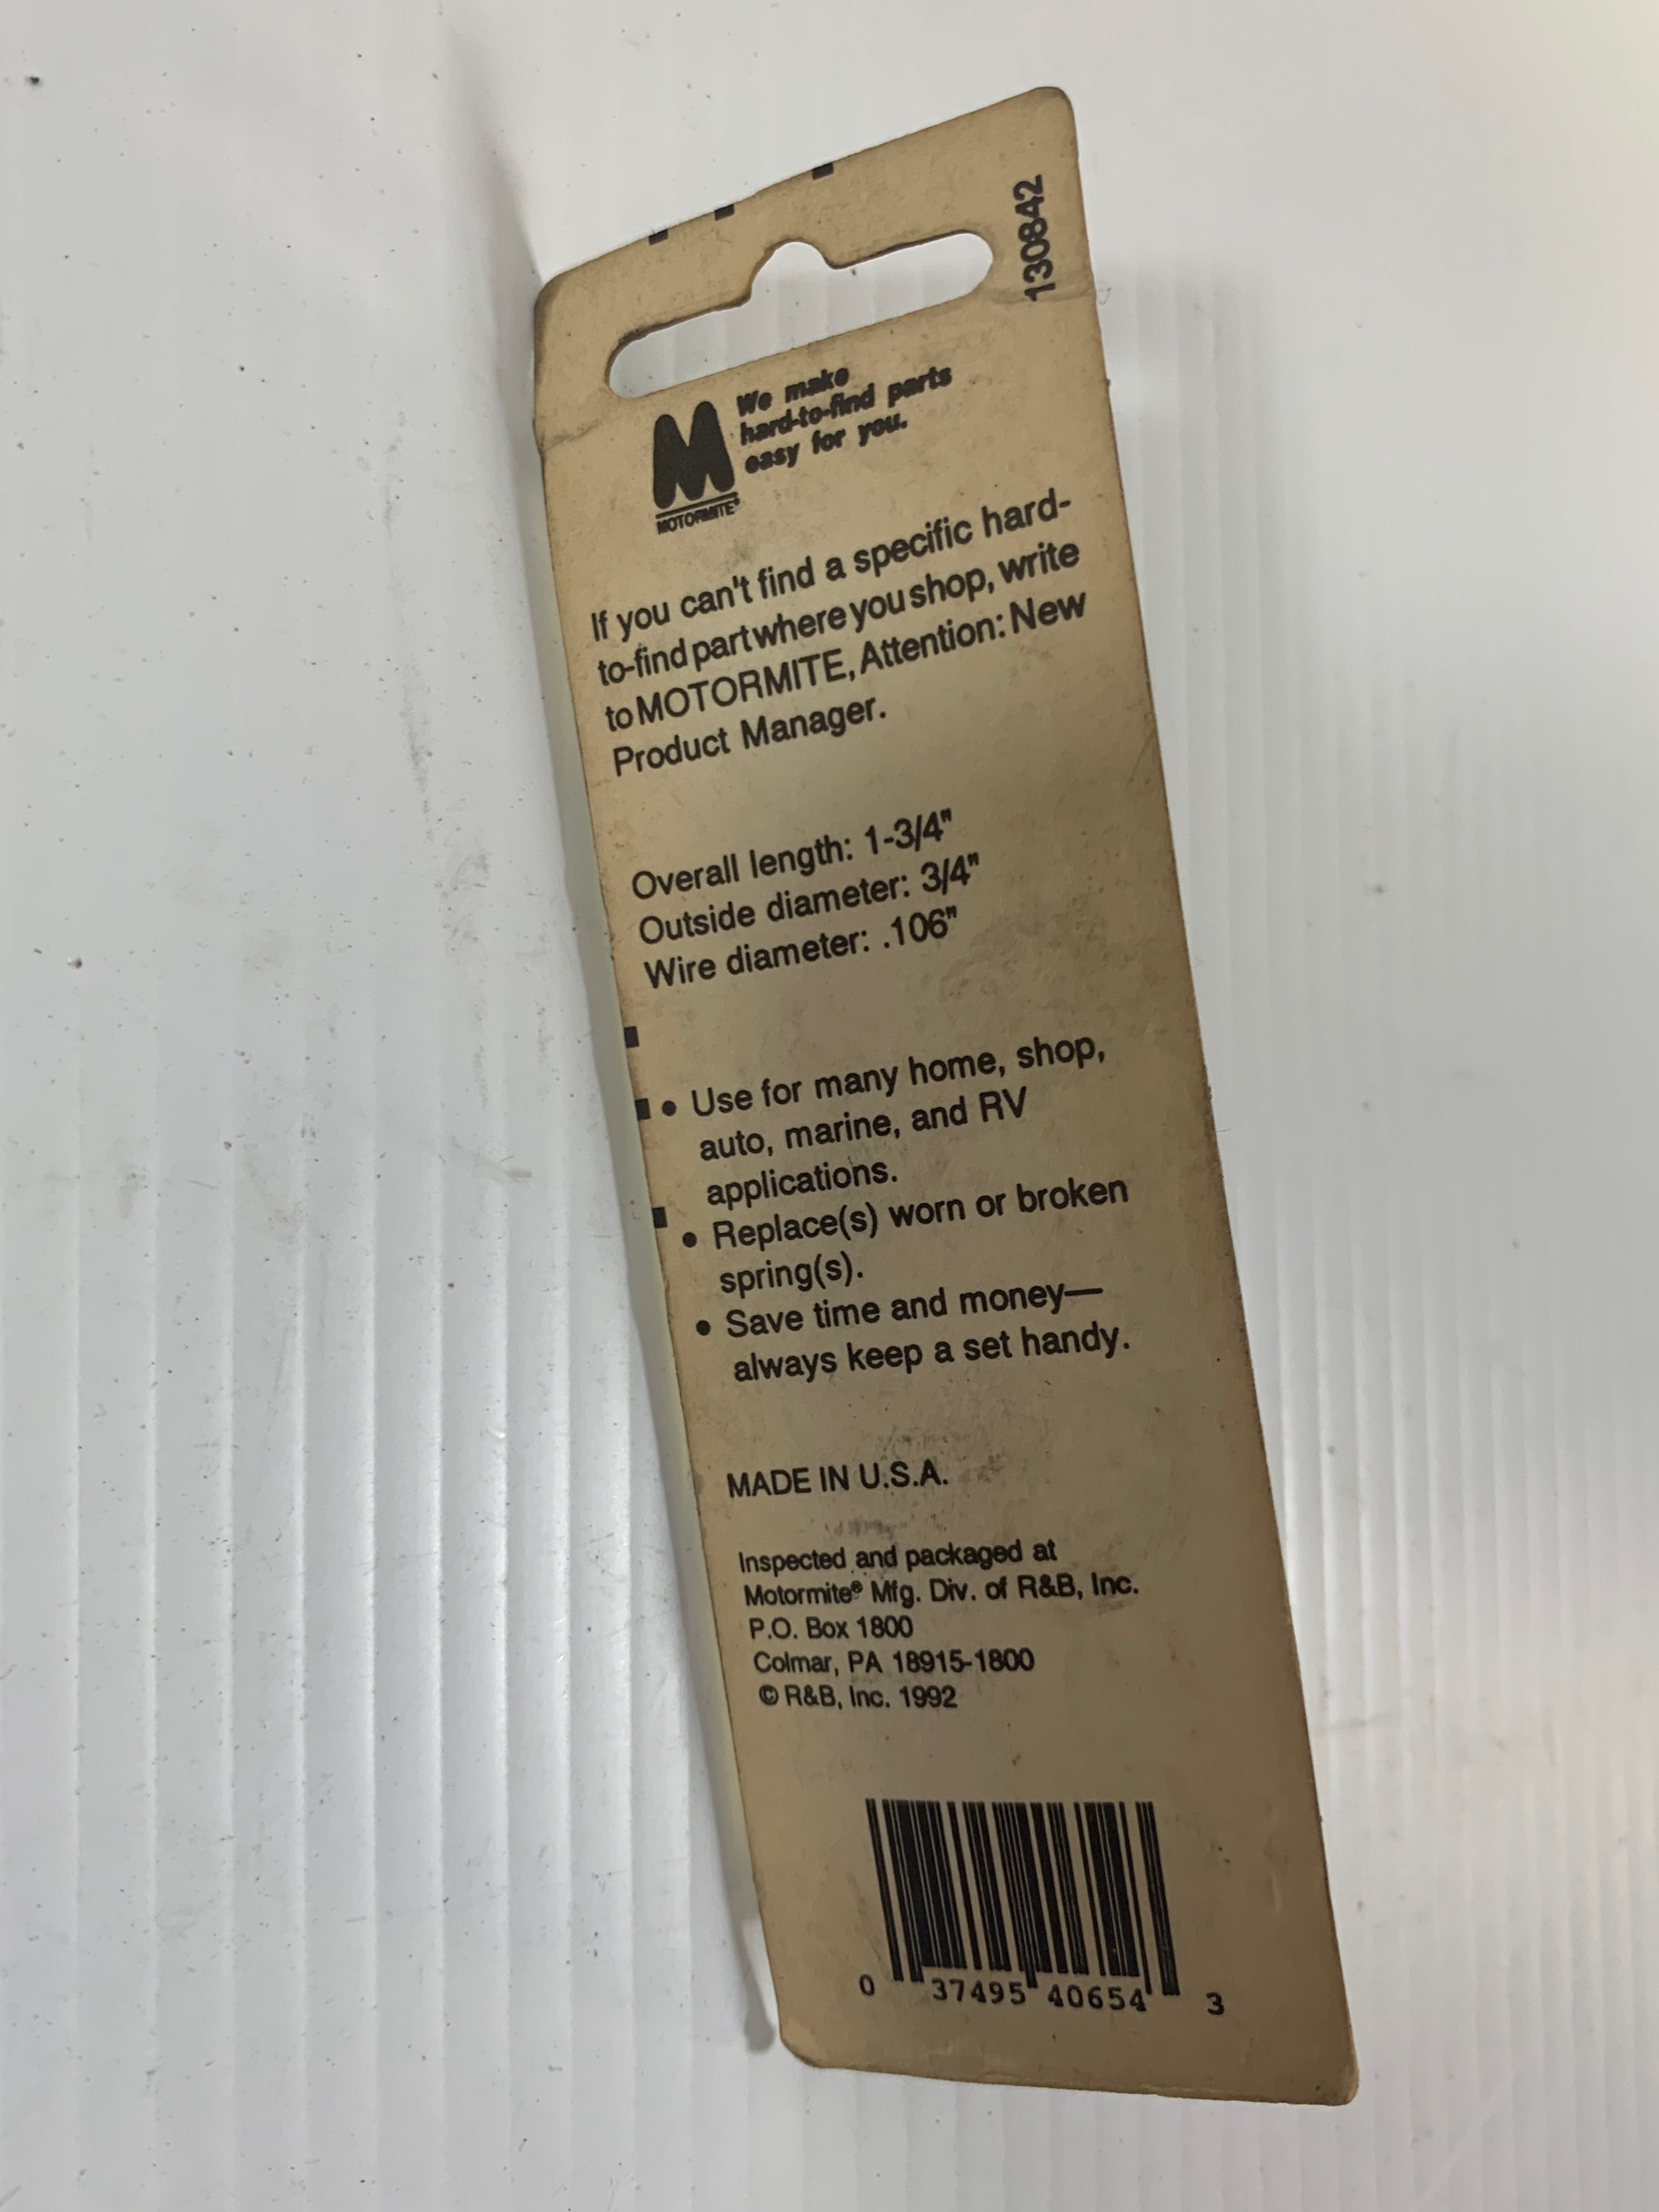 130842
We make
hard-to-find parts
easy for you.
M
MOTORMITE®
If you can't find a specific hard-
to-find part where you shop, write
to MOTORMITE, Attention: New
Product Manager.
Overall length: 1-3/4"
Outside diameter: 3/4"
Wire diameter: .106"
• Use for many home, shop,
auto, marine, and RV
applications.
• Replace(s) worn or broken
spring(s).
• Save time and money—
always keep a set handy.
MADE IN U.S.A.
Inspected and packaged at
Motormite® Mfg. Div. of R&B, Inc.
P.O. Box 1800
Colmar, PA 18915-1800
© R&B, Inc. 1992
0 37495 40654 3